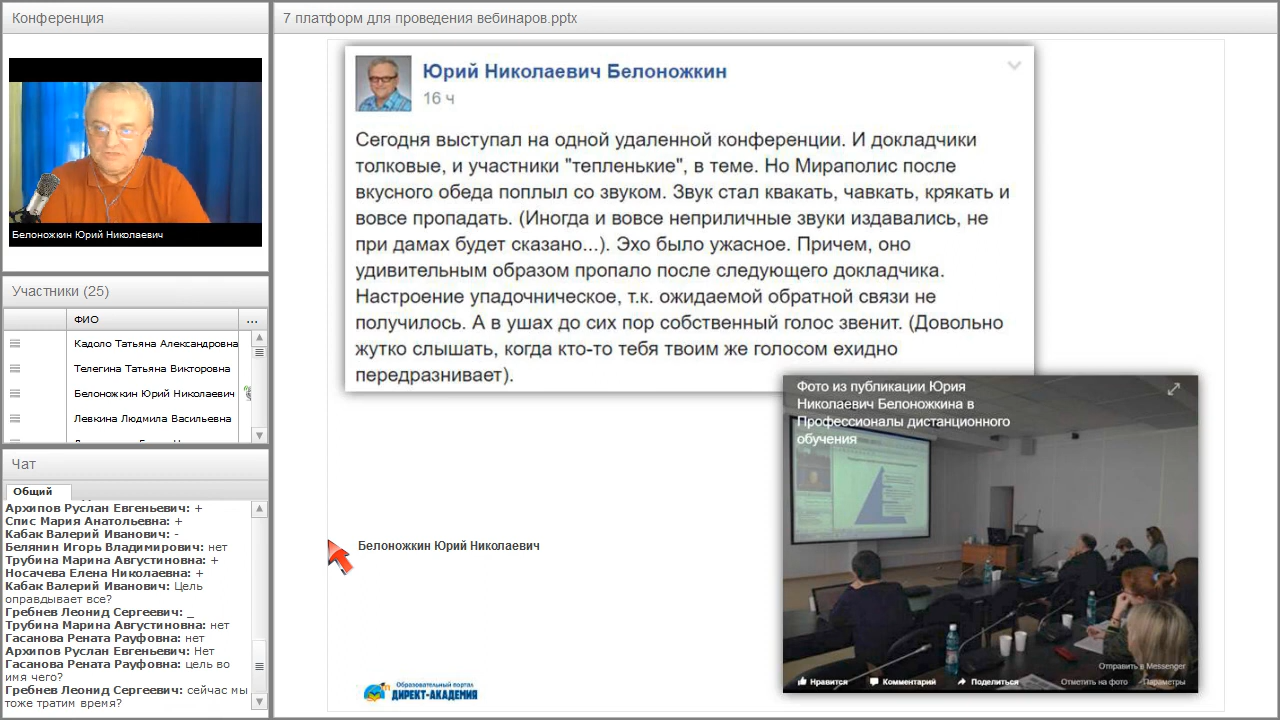 Конференция
Белоножкин Юрий Николаевич
Участники (25)
ФИО
...
Кадоло Татьяна Александровна
Телегина Татьяна Викторовна
Белоножкин Юрий Николаевич
Левкина Людмила Васильевна
Чат
Общий
Архипов Руслан Евгеньевич: +
Спис Мария Анатольевна: +
Кабак Валерий Иванович: -
Белянин Игорь Владимирович: нет
Трубина Марина Августиновна: +
Носачева Елена Николаевна: +
Кабак Валерий Иванович: Цель
оправдывает все?
Гребнев Леонид Сергеевич: _
Трубина Марина Августиновна: нет
Гасанова Рената Рауфовна: нет
Архипов Руслан Евгеньевич: Нет
Гасанова Рената Рауфовна: цель во
имя чего?
Гребнев Леонид Сергеевич: сейчас мы
тоже тратим время?
7 платформ для проведения вебинаров.pptx
Юрий Николаевич Белоножкин
16 ч
Сегодня выступал на одной удаленной конференции. И докладчики
толковые, и участники "тепленькие", в теме. Но Мираполис после
вкусного обеда поплыл со звуком. Звук стал квакать, чавкать, крякать и
вовсе пропадать. (Иногда и вовсе неприличные звуки издавались, не
при дамах будет сказано...). Эхо было ужасное. Причем, оно
удивительным образом пропало после следующего докладчика.
Настроение упадочническое, т.к. ожидаемой обратной связи не
получилось. А в ушах до сих пор собственный голос звенит. (Довольно
жутко слышать, когда кто-то тебя твоим же голосом ехидно
передразнивает).
Фото из публикации Юрия
Николаевич Белоножкина в
Профессионалы дистанционного
обучения
Отправить в Messenger
Нравится Комментарий Поделиться Отметить на фото Параметры
Белоножкин Юрий Николаевич
Образовательный портал
ДИРЕКТ-АКАДЕМИЯ